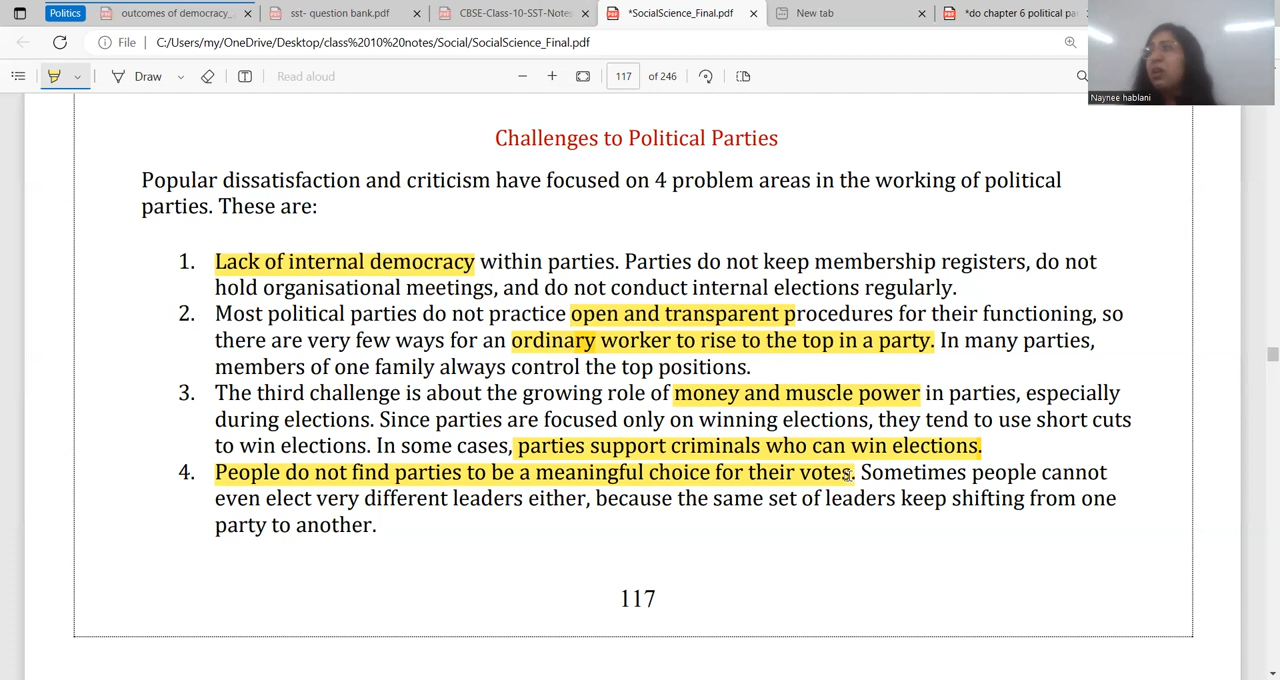 Politics outcomes of democracy_ sst- question bank.pdf CBSE-Class-10-SST-Notes *SocialScience_Final.pdf New tab *do chapter 6 political pa
File C:/Users/my/OneDrive/Desktop/class%2010%20notes/Social/SocialScience_Final.pdf
Draw Read aloud 117 of 246
Naynee hablani
Challenges to Political Parties
Popular dissatisfaction and criticism have focused on 4 problem areas in the working of political
parties. These are:
1. Lack of internal democracy within parties. Parties do not keep membership registers, do not
hold organisational meetings, and do not conduct internal elections regularly.
2. Most political parties do not practice open and transparent procedures for their functioning, so
there are very few ways for an ordinary worker to rise to the top in a party. In many parties,
members of one family always control the top positions.
3. The third challenge is about the growing role of money and muscle power in parties, especially
during elections. Since parties are focused only on winning elections, they tend to use short cuts
to win elections. In some cases, parties support criminals who can win elections.
4. People do not find parties to be a meaningful choice for their votes. Sometimes people cannot
even elect very different leaders either, because the same set of leaders keep shifting from one
party to another.
117